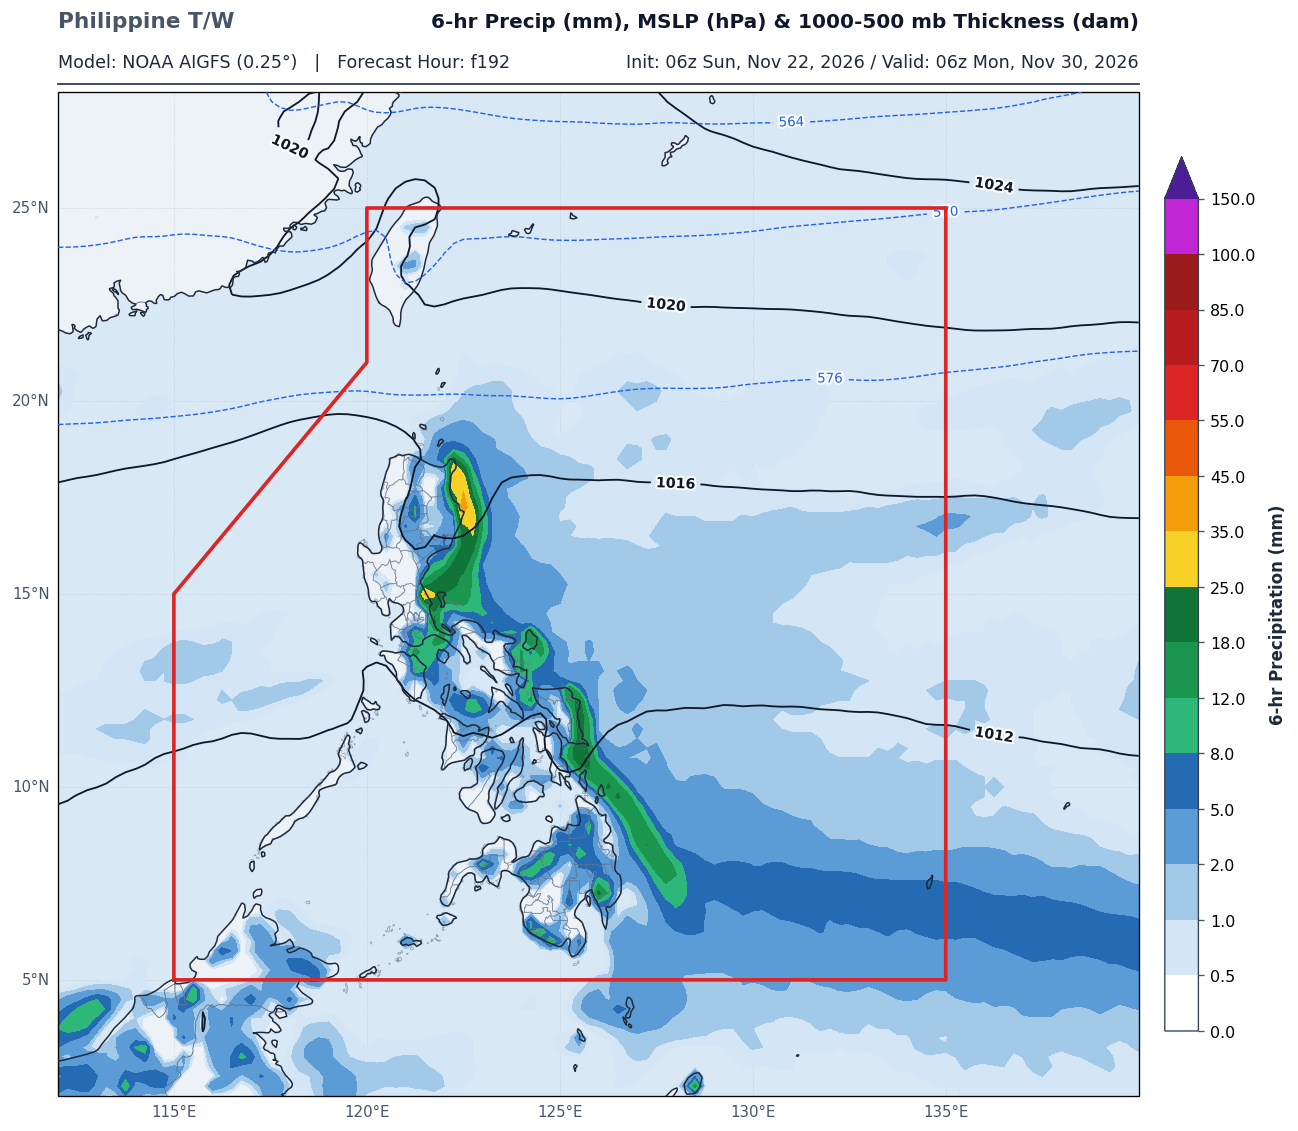 Philippine T/W
6-hr Precip (mm), MSLP (hPa) & 1000-500 mb Thickness (dam)
Model: NOAA AIGFS (0.25°) | Forecast Hour: f192
Init: 06z Sun, Nov 22, 2026 / Valid: 06z Mon, Nov 30, 2026
564
1020
1024
25°N
1020
576
20°N
1016
15°N
1012
10°N
5°N
115°E
120°E
125°E
130°E
135°E
150.0
100.0
85.0
70.0
55.0
45.0
35.0
25.0
18.0
12.0
8.0
5.0
2.0
1.0
0.5
0.0
6-hr Precipitation (mm)